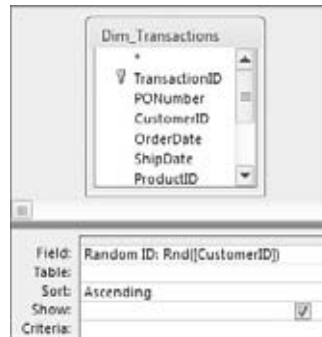 Dim_Transactions
*
TransactionID
PONumber
CustomerID
OrderDate
ShipDate
ProductID
Field: Random ID: Rnd([CustomerID])
Table:
Sort: Ascending
Show:
Criteria: